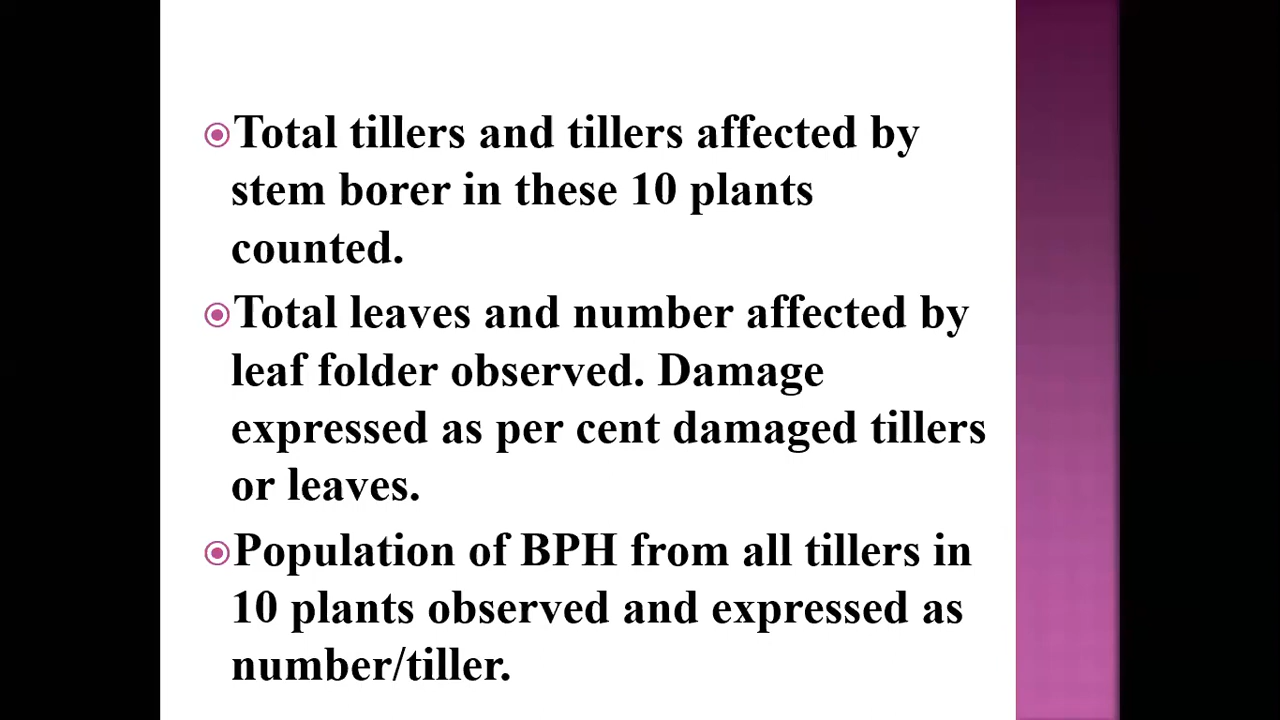 Total tillers and tillers affected by
stem borer in these 10 plants
counted.
Total leaves and number affected by
leaf folder observed. Damage
expressed as per cent damaged tillers
or leaves.
Population of BPH from all tillers in
10 plants observed and expressed as
number/tiller.